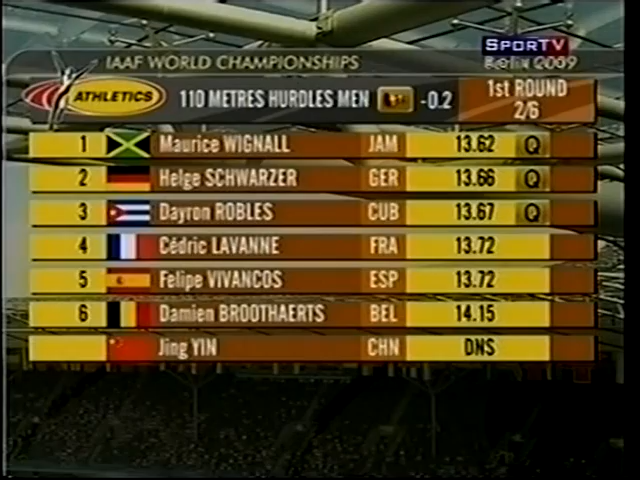 SPORTV
IAAF WORLD CHAMPIONSHIPS Berlin 2009
ATHLETICS 110 METRES HURDLES MEN -0.2 1st ROUND
2/6
1 Maurice WIGNALL JAM 13.62 Q
2 Helge SCHWARZER GER 13.66 Q
3 Dayron ROBLES CUB 13.67 Q
4 Cédric LAVANNE FRA 13.72
5 Felipe VIVANCOS ESP 13.72
6 Damien BROOTHAERTS BEL 14.15
Jing YIN CHN DNS